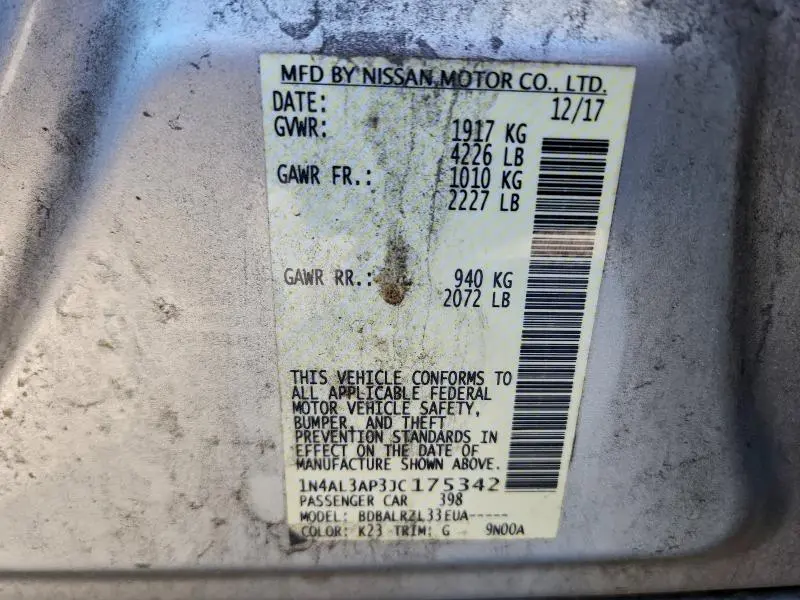 MFD BY NISSAN MOTOR CO., LTD.
DATE: 12/17
GVWR: 1917 KG
4226 LB
GAWR FR.: 1010 KG
2227 LB
GAWR RR.: 940 KG
2072 LB
THIS VEHICLE CONFORMS TO
ALL APPLICABLE FEDERAL
MOTOR VEHICLE SAFETY,
BUMPER, AND THEFT
PREVENTION STANDARDS IN
EFFECT ON THE DATE OF
MANUFACTURE SHOWN ABOVE.
1N4AL3AP3JC175342
PASSENGER CAR 398
MODEL: BDBALRZL33EUA-----
COLOR: K23 TRIM: G 9N00A